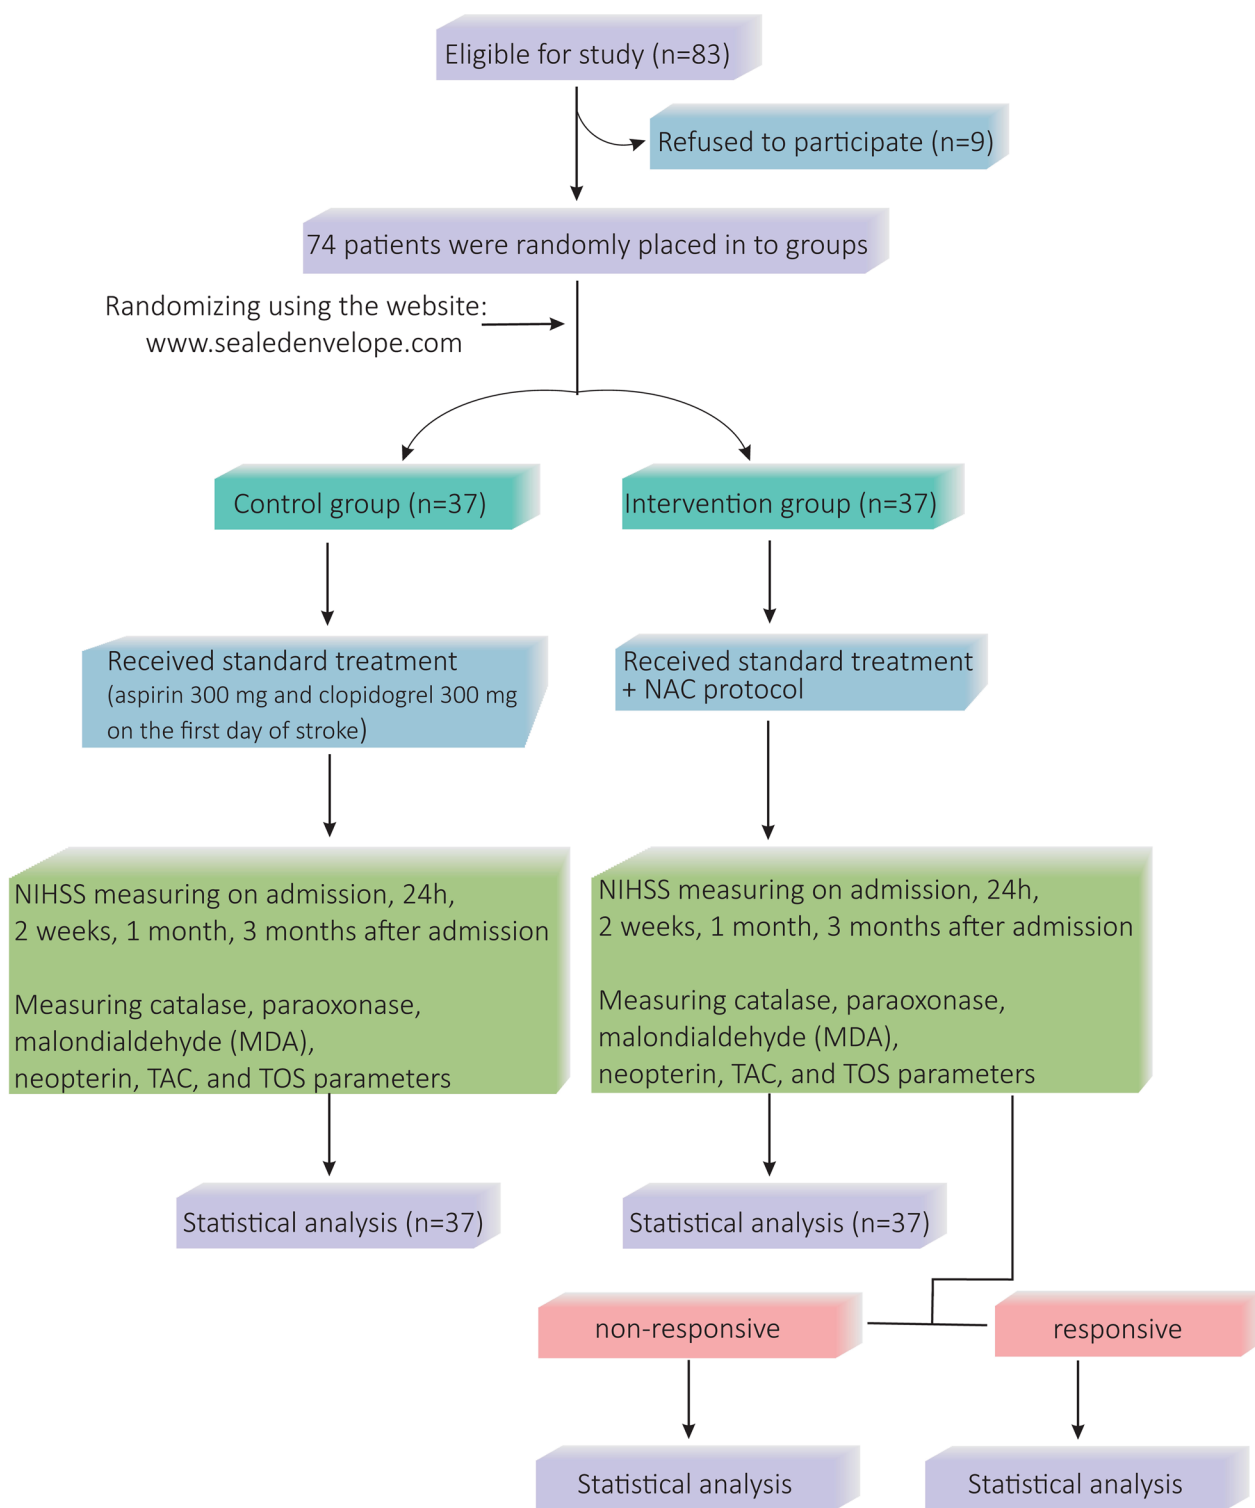 Eligible for study (n=83)
Refused to participate (n=9)
74 patients were randomly placed in to groups
Randomizing using the website:
www.sealedenvelope.com
Control group (n=37)
Intervention group (n=37)
Received standard treatment
(aspirin 300 mg and clopidogrel 300 mg
on the first day of stroke)
Received standard treatment
+ NAC protocol
NIHSS measuring on admission, 24h,
2 weeks, 1 month, 3 months after admission
Measuring catalase, paraoxonase,
malondialdehyde (MDA),
neopterin, TAC, and TOS parameters
NIHSS measuring on admission, 24h,
2 weeks, 1 month, 3 months after admission
Measuring catalase, paraoxonase,
malondialdehyde (MDA),
neopterin, TAC, and TOS parameters
Statistical analysis (n=37)
Statistical analysis (n=37)
non-responsive
responsive
Statistical analysis
Statistical analysis